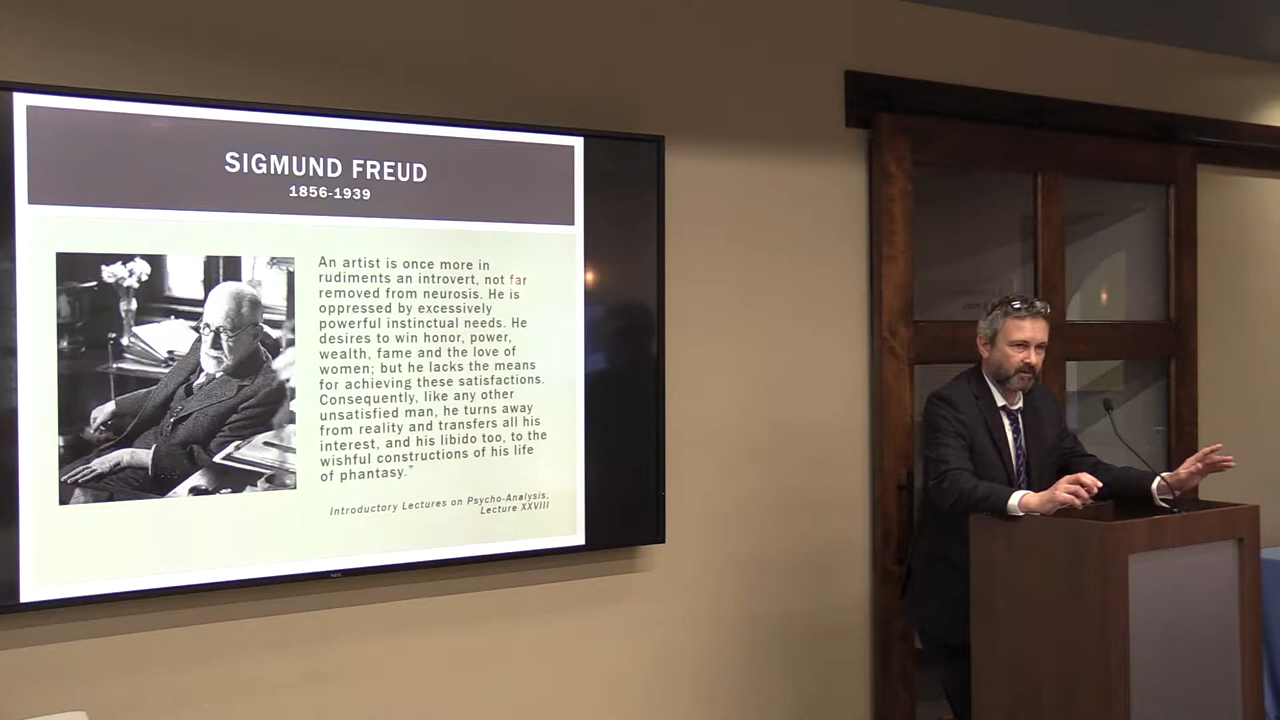 SIGMUND FREUD
1856-1939
An artist is once more in
rudiments an introvert, not far
removed from neurosis. He is
oppressed by excessively
powerful instinctual needs. He
desires to win honor, power,
wealth, fame and the love of
women; but he lacks the means
for achieving these satisfactions.
Consequently, like any other
unsatisfied man, he turns away
from reality and transfers all his
interest, and his libido too, to the
wishful constructions of his life
of phantasy.”
Introductory Lectures on Psycho-Analysis,
Lecture XXVIII
NEC